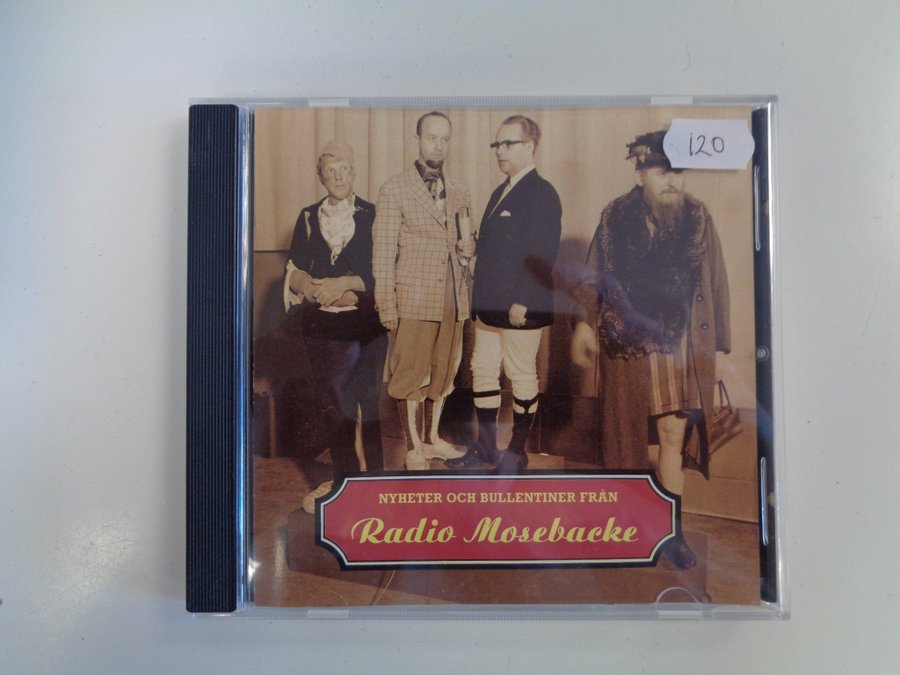 120
NYHETER OCH BULLENTINER FRÅN
Radio Mosebacke